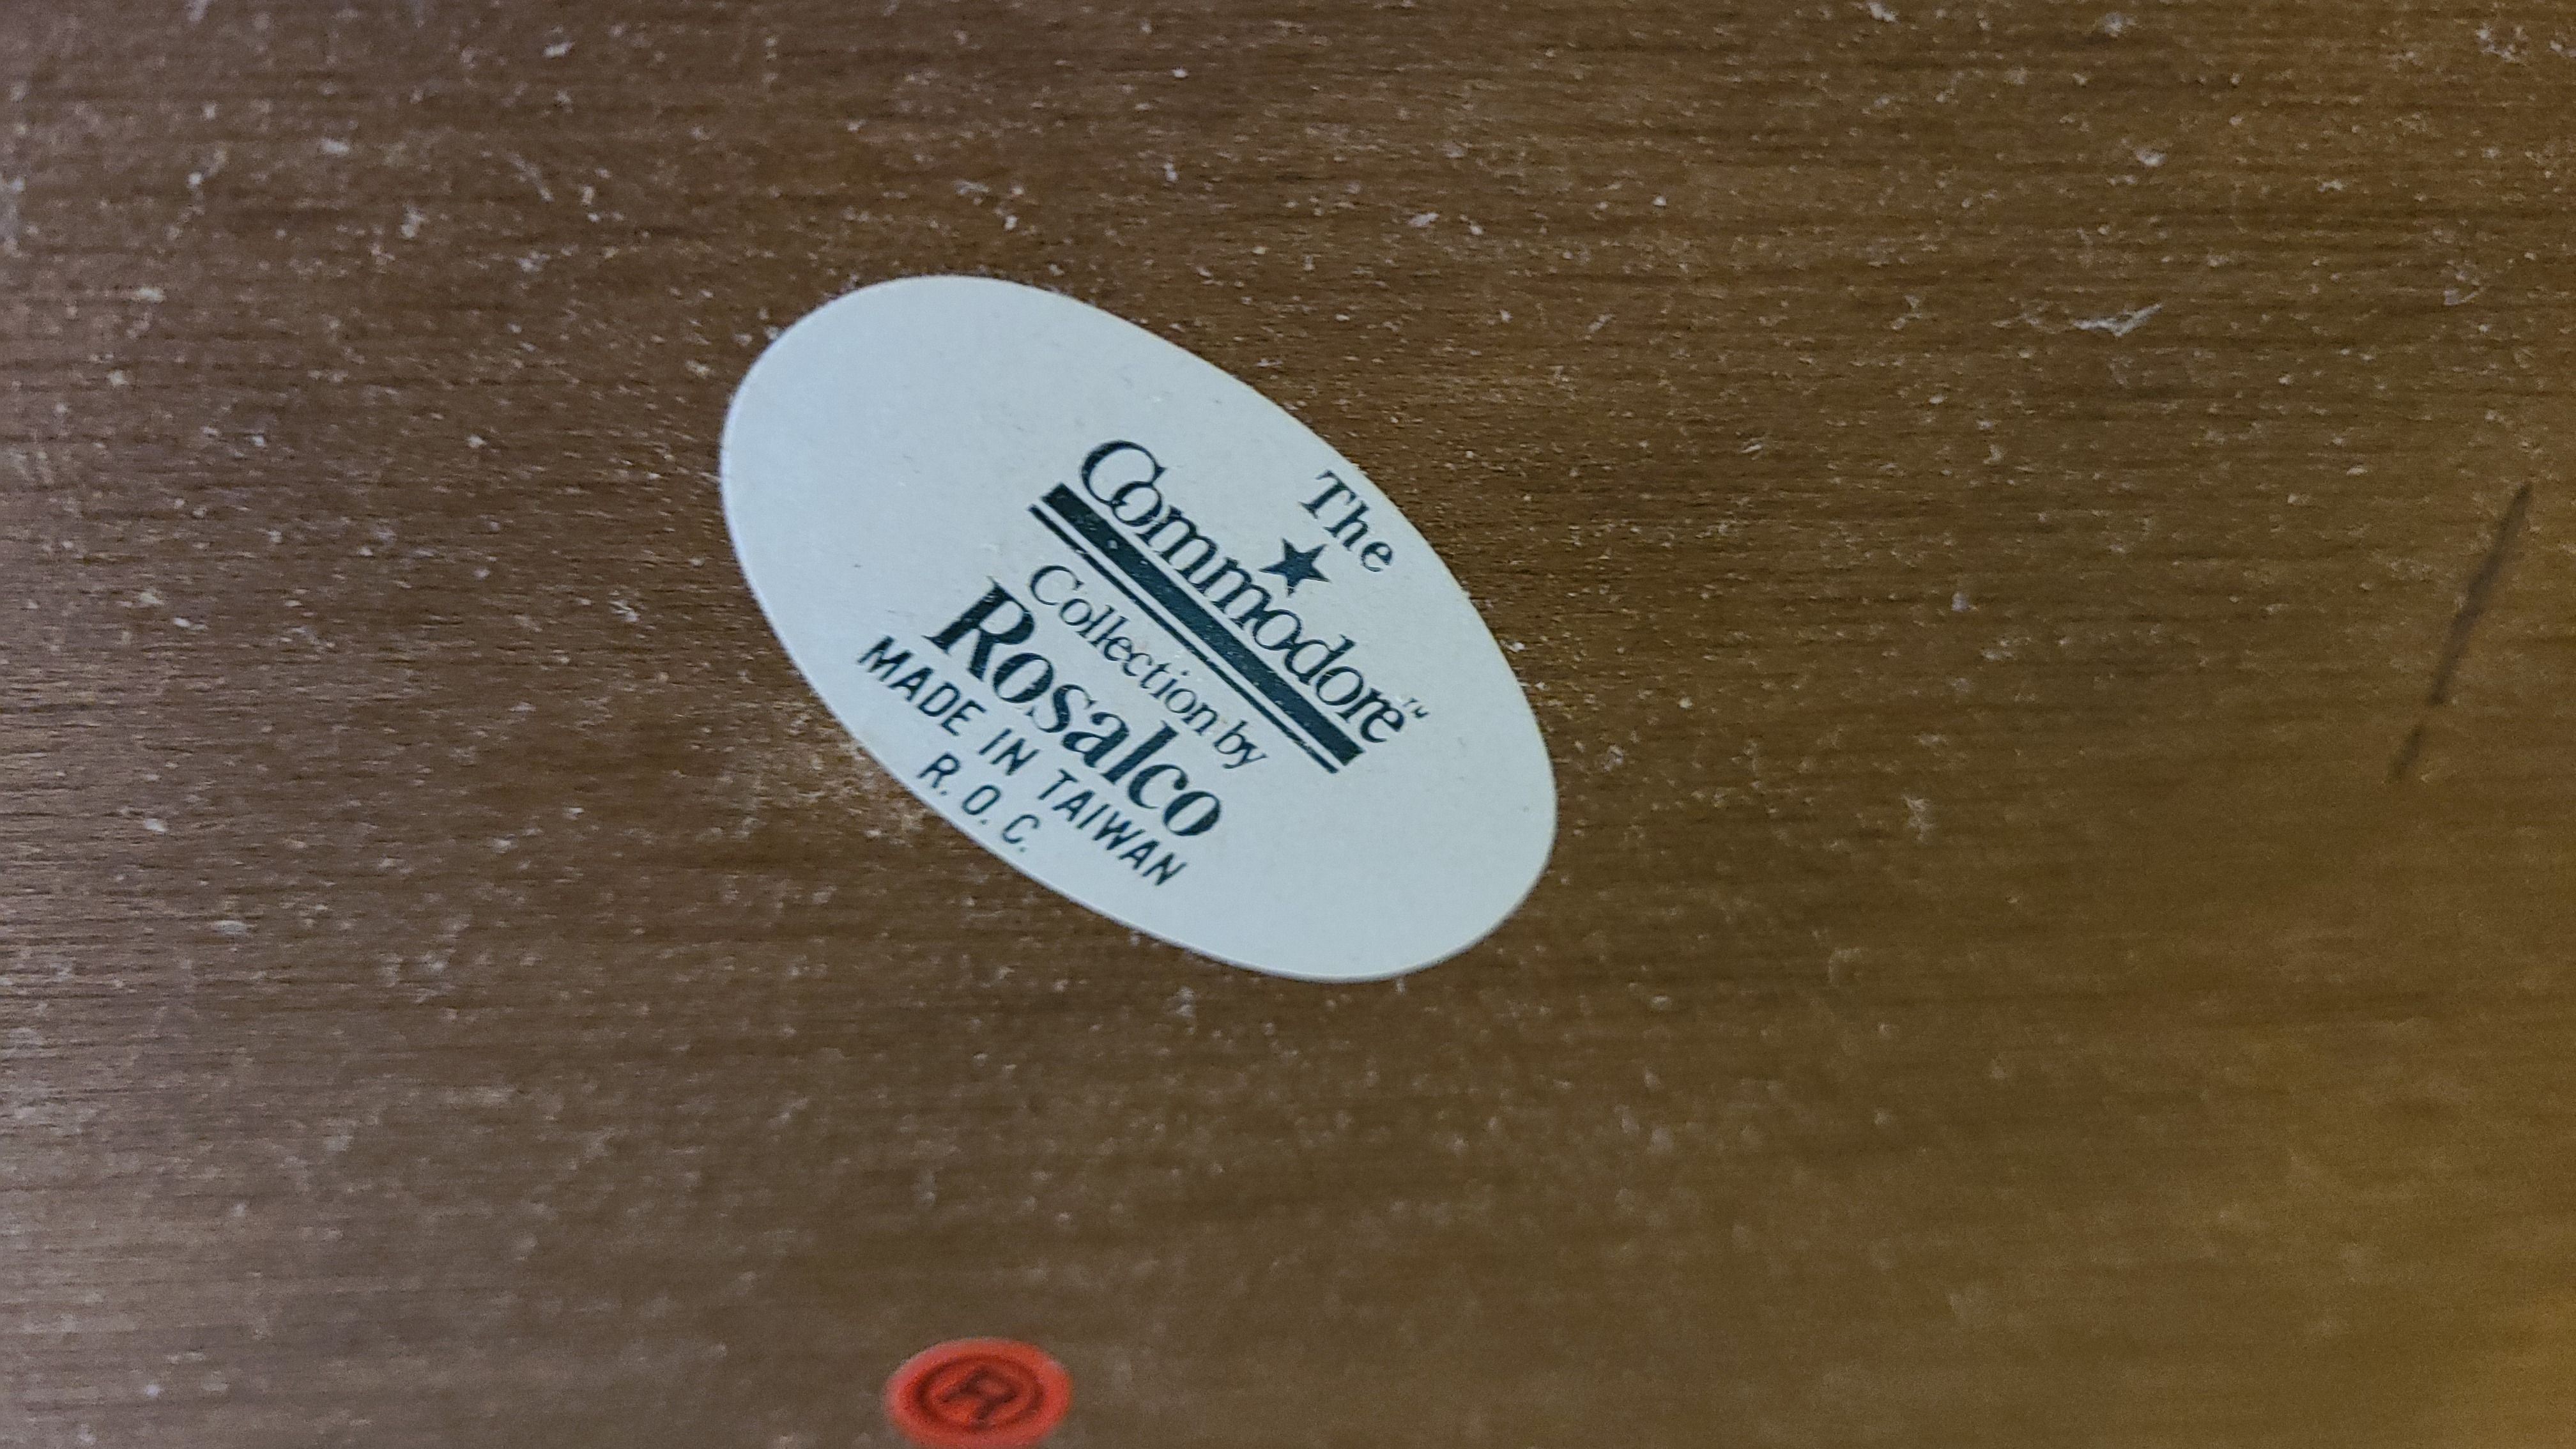 The
Commodore™
Collection by
Rosalco
MADE IN TAIWAN
R.O.C.
R